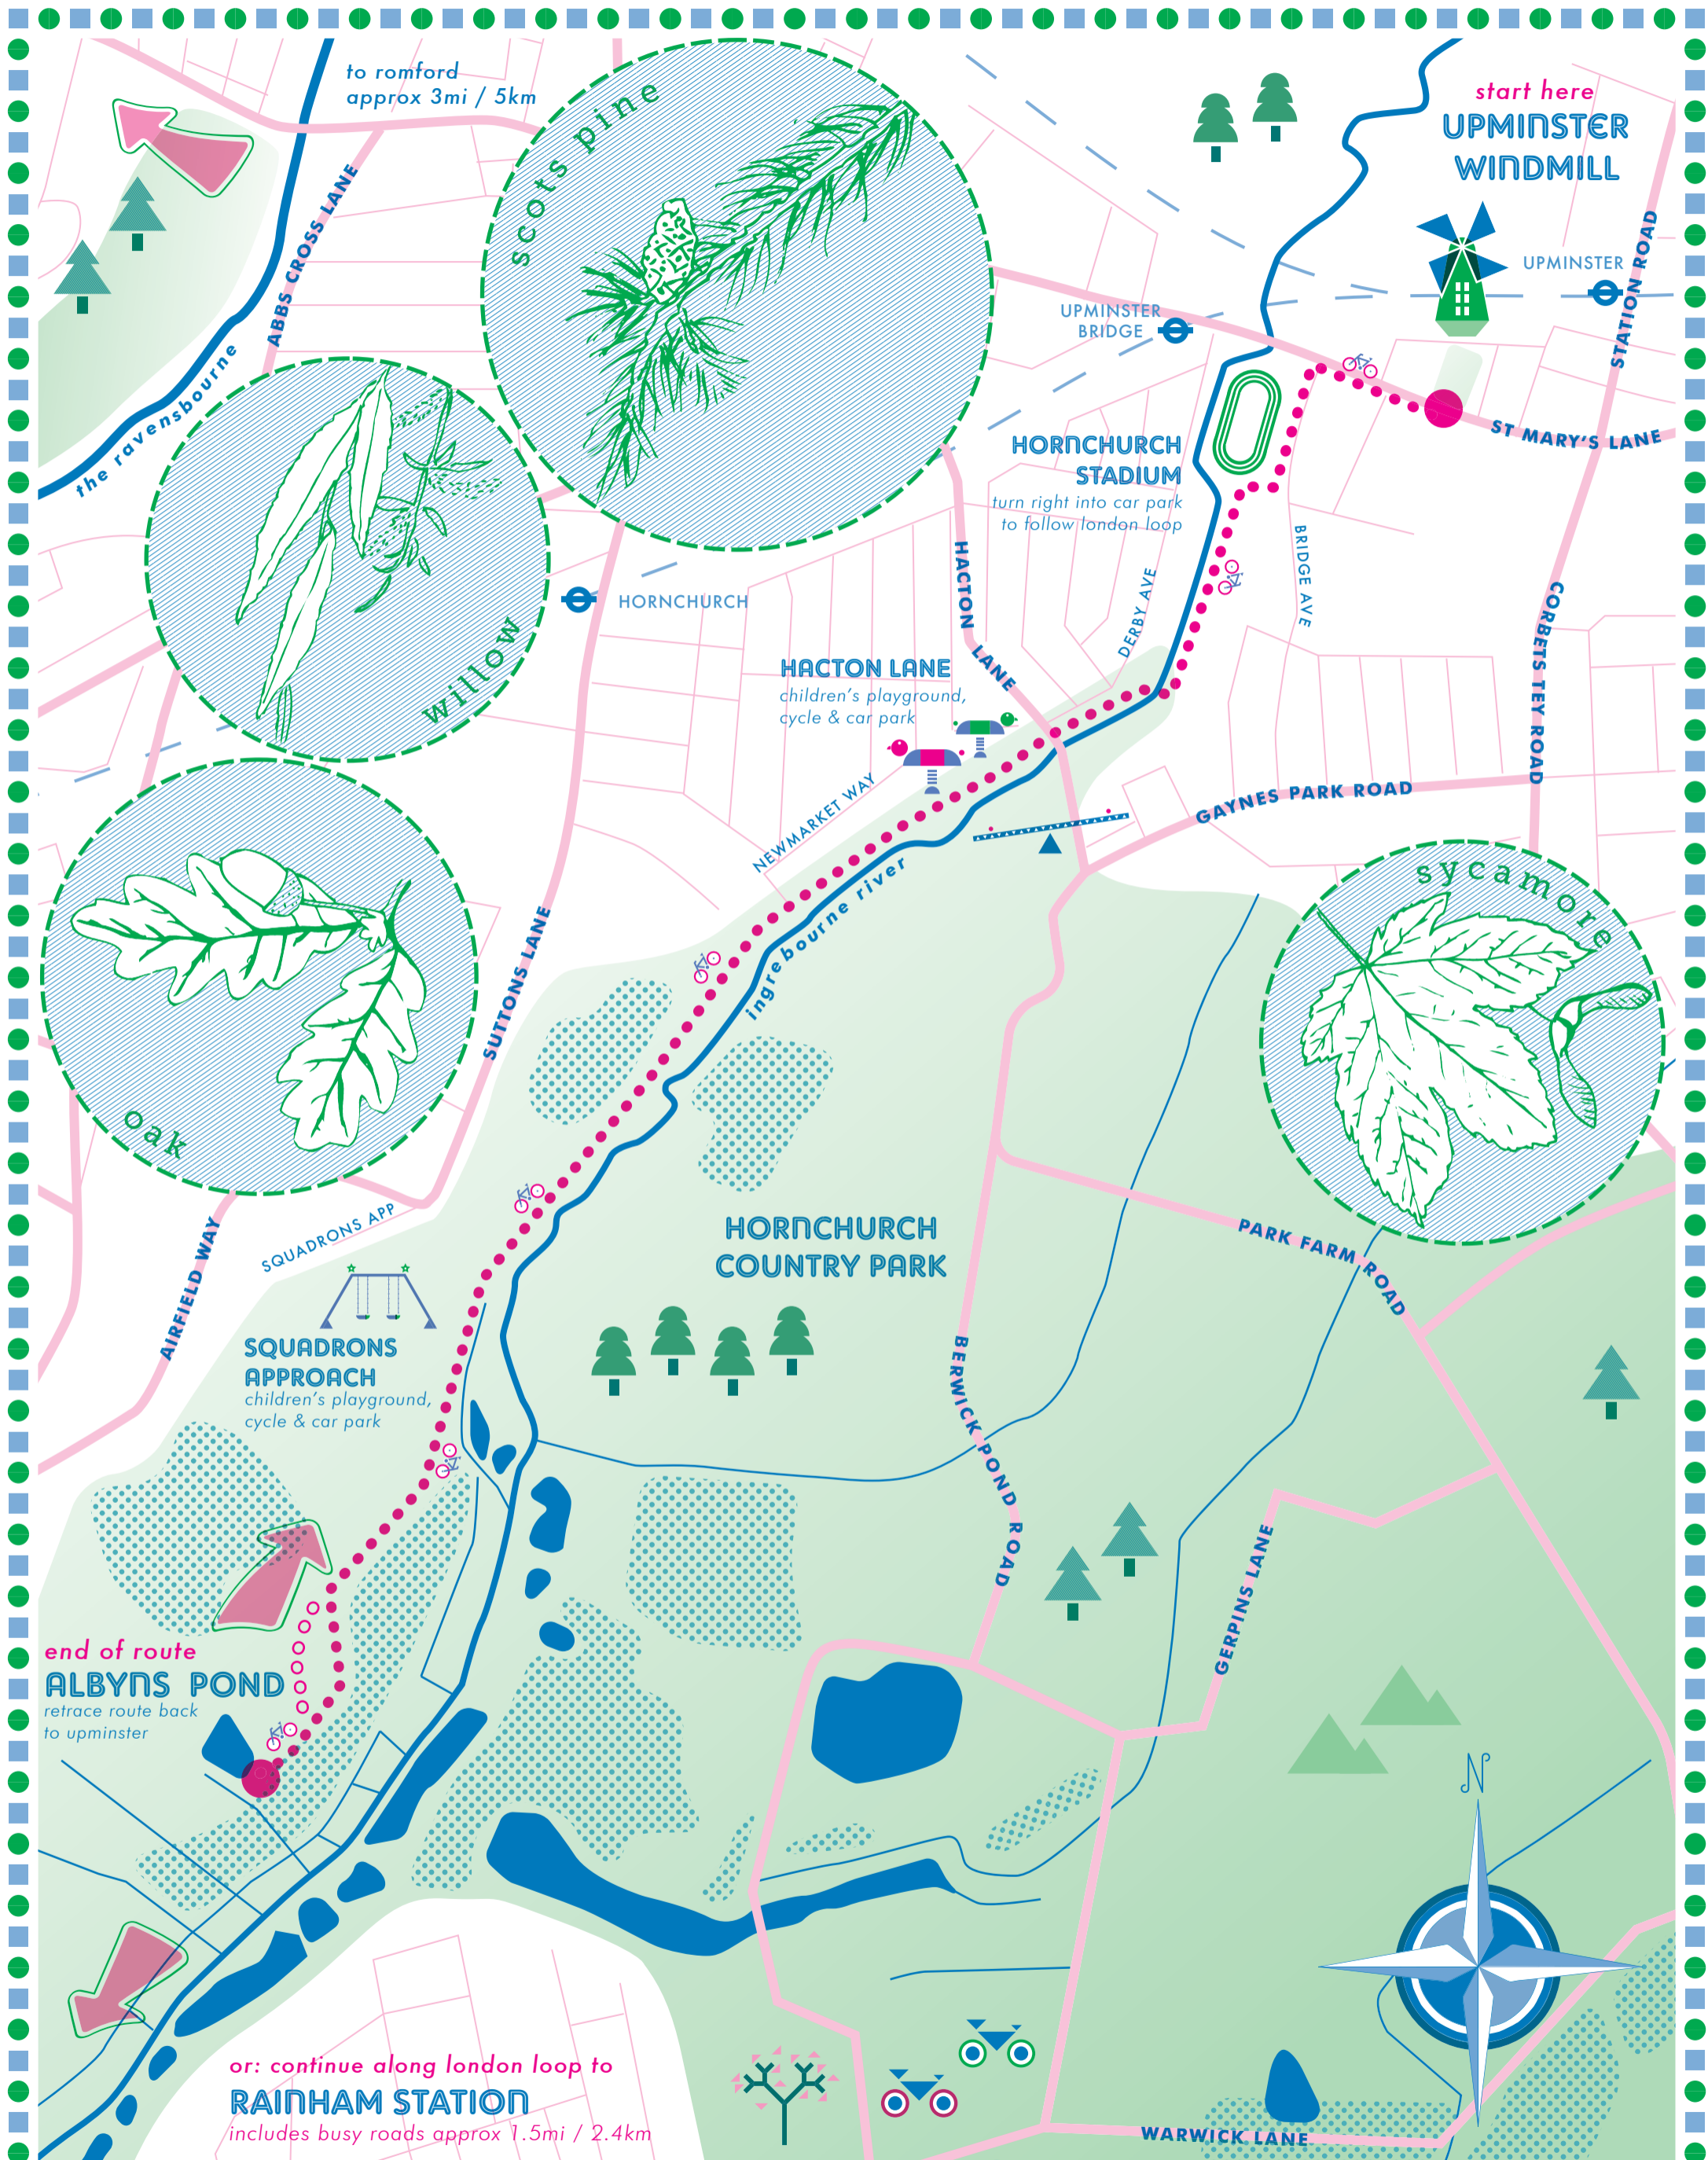 to romford
approx 3mi / 5km
scots pine
start here
UPMINSTER
WINDMILL
ABBS CROSS LANE
STATION ROAD
UPMINSTER
UPMINSTER
BRIDGE
the ravensbourne
ST MARY'S LANE
HORNCHURCH
STADIUM
turn right into car park
to follow london loop
BRIDGE AVE
HACTON LANE
DERBY AVE
HORNCHURCH
willow
CORBETS TEY ROAD
HACTON LANE
children's playground,
cycle & car park
NEWMARKET WAY
GAYNES PARK ROAD
ingrebourne river
sycamore
SUTTONS LANE
oak
SQUADRONS APP
AIRFIELD WAY
HORNCHURCH
COUNTRY PARK
PARK FARM ROAD
SQUADRONS
APPROACH
children's playground,
cycle & car park
BERWICK POND ROAD
GERPINS LANE
end of route
ALBYNS POND
retrace route back
to upminster
N
or: continue along london loop to
RAINHAM STATION
includes busy roads approx 1.5mi / 2.4km
WARWICK LANE